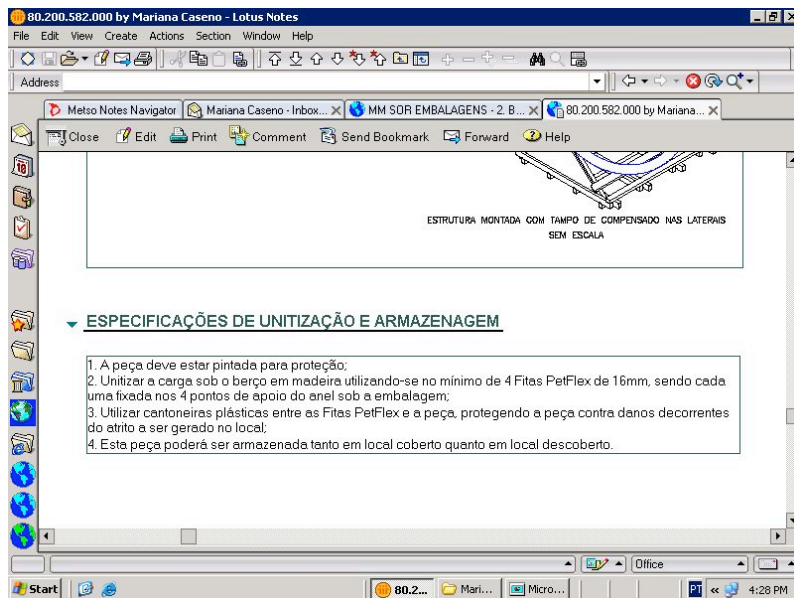 80.200.582.000 by Mariana Caseno - Lotus Notes
File Edit View Create Actions Section Window Help
Address
Metso Notes Navigator Mariana Caseno - Inbox... MM SOR EMBALAGENS - 2. B... 80.200.582.000 by Mariana...
Close Edit Print Comment Send Bookmark Forward Help
ESTRUTURA MONTADA COM TAMPO DE COMPENSADO NAS LATERAIS
SEM ESCALA
ESPECIFICAÇÕES DE UNITIZAÇÃO E ARMAZENAGEM
1. A peça deve estar pintada para proteção;
2. Unitizar a carga sob o berço em madeira utilizando-se no mínimo de 4 Fitas PetFlex de 16mm, sendo cada
uma fixada nos 4 pontos de apoio do anel sob a embalagem;
3. Utilizar cantoneiras plásticas entre as Fitas PetFlex e a peça, protegendo a peça contra danos decorrentes
do atrito a ser gerado no local;
4. Esta peça poderá ser armazenada tanto em local coberto quanto em local descoberto.
Office
Start 80.2... Mari... Micro... PT « 4:28 PM